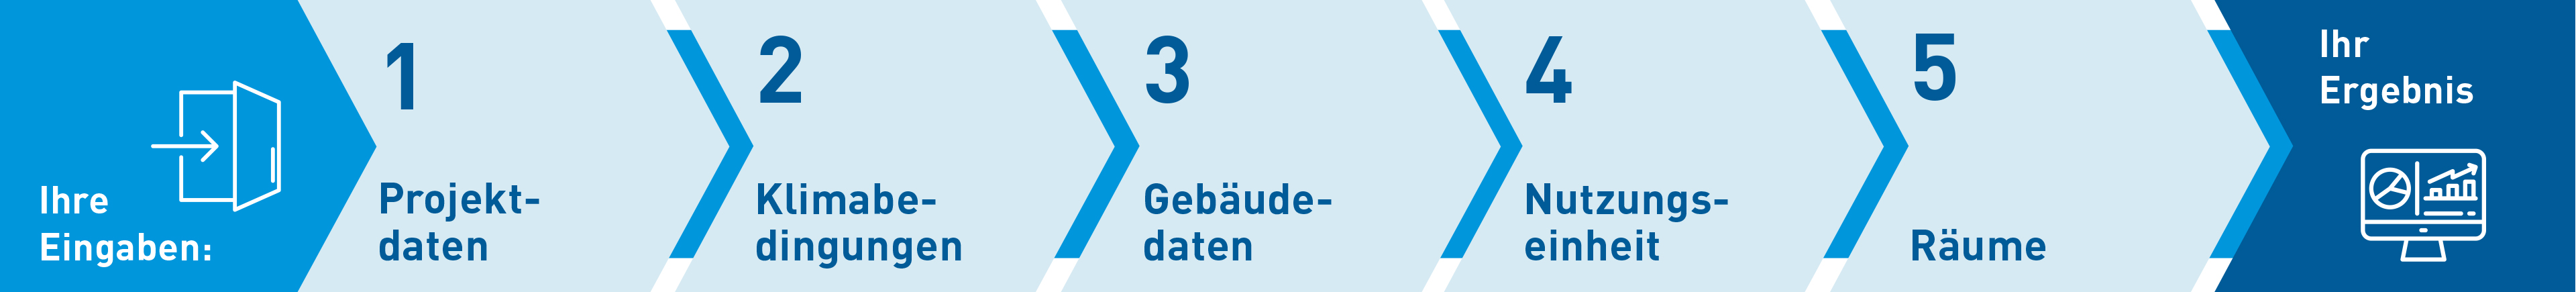 Ihre
Eingaben:
1
Projekt-
daten
2
Klimabe-
dingungen
3
Gebäude-
daten
4
Nutzungs-
einheit
5
Räume
Ihr
Ergebnis